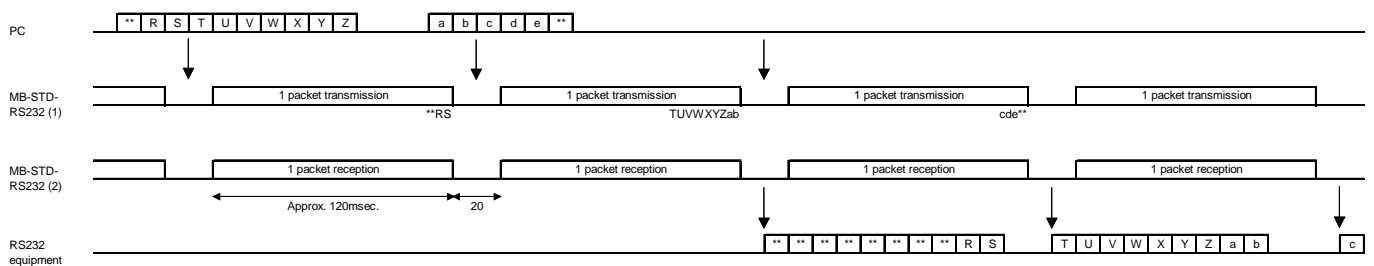 PC
** R S T U V W X Y Z
a b c d e **
MB-STD-
RS232 (1)
1 packet transmission
1 packet transmission
1 packet transmission
1 packet transmission
**RS
TUVWXYZab
cde**
MB-STD-
RS232 (2)
1 packet reception
1 packet reception
1 packet reception
1 packet reception
Approx. 120msec.
20
RS232
equipment
** ** ** ** ** ** ** ** R S
T U V W X Y Z a b
c